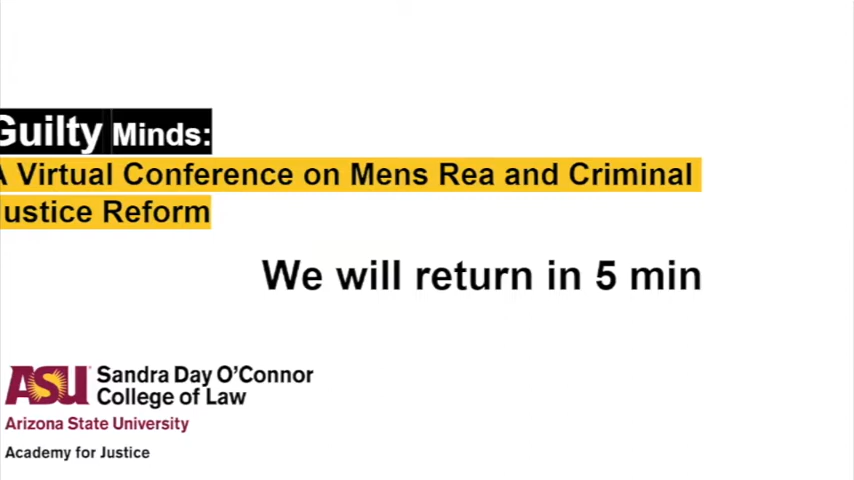 Guilty Minds:
A Virtual Conference on Mens Rea and Criminal
ustice Reform
We will return in 5 min
ASU Sandra Day O'Connor
College of Law
Arizona State University
Academy for Justice